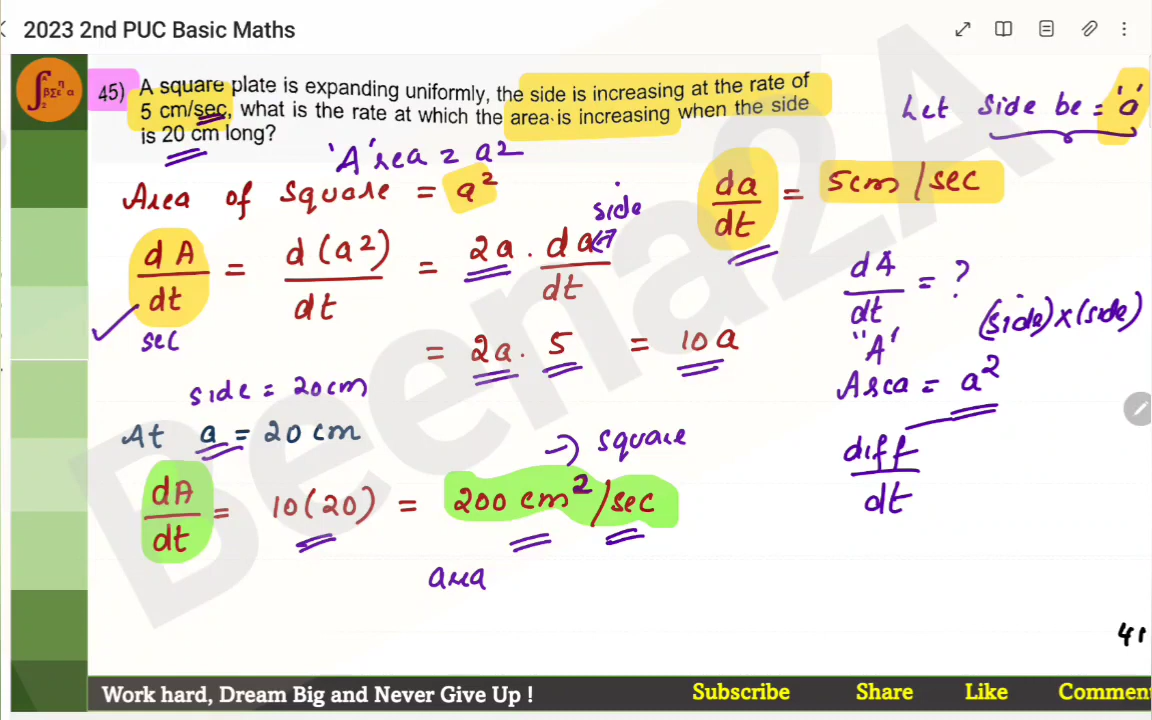 2023 2nd PUC Basic Maths
45) A square plate is expanding uniformly, the side is increasing at the rate of
5 cm/sec, what is the rate at which the area is increasing when the side
is 20 cm long?
Let side be = 'a'
'A'rea = a2
Area of square = a²
da/dt = 5cm/sec
side
dA/dt = d(a²)/dt = 2a . da/dt
sec
dA/dt = ?
(side)×(side)
= 2a . 5 = 10a
"A"
Area = a²
side = 20cm
At a = 20 cm
→ square
diff/dt
dA/dt = 10(20) = 200 cm²/sec
area
41
Beena2A
Work hard, Dream Big and Never Give Up !
Subscribe Share Like Commen